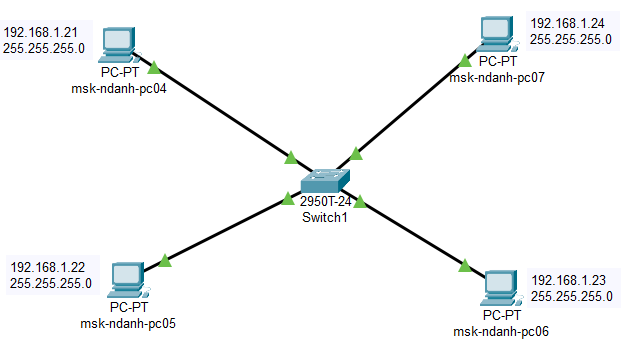 192.168.1.21
255.255.255.0
PC-PT
msk-ndanh-pc04
192.168.1.24
255.255.255.0
PC-PT
msk-ndanh-pc07
2950T-24
Switch1
192.168.1.22
255.255.255.0
PC-PT
msk-ndanh-pc05
192.168.1.23
255.255.255.0
PC-PT
msk-ndanh-pc06